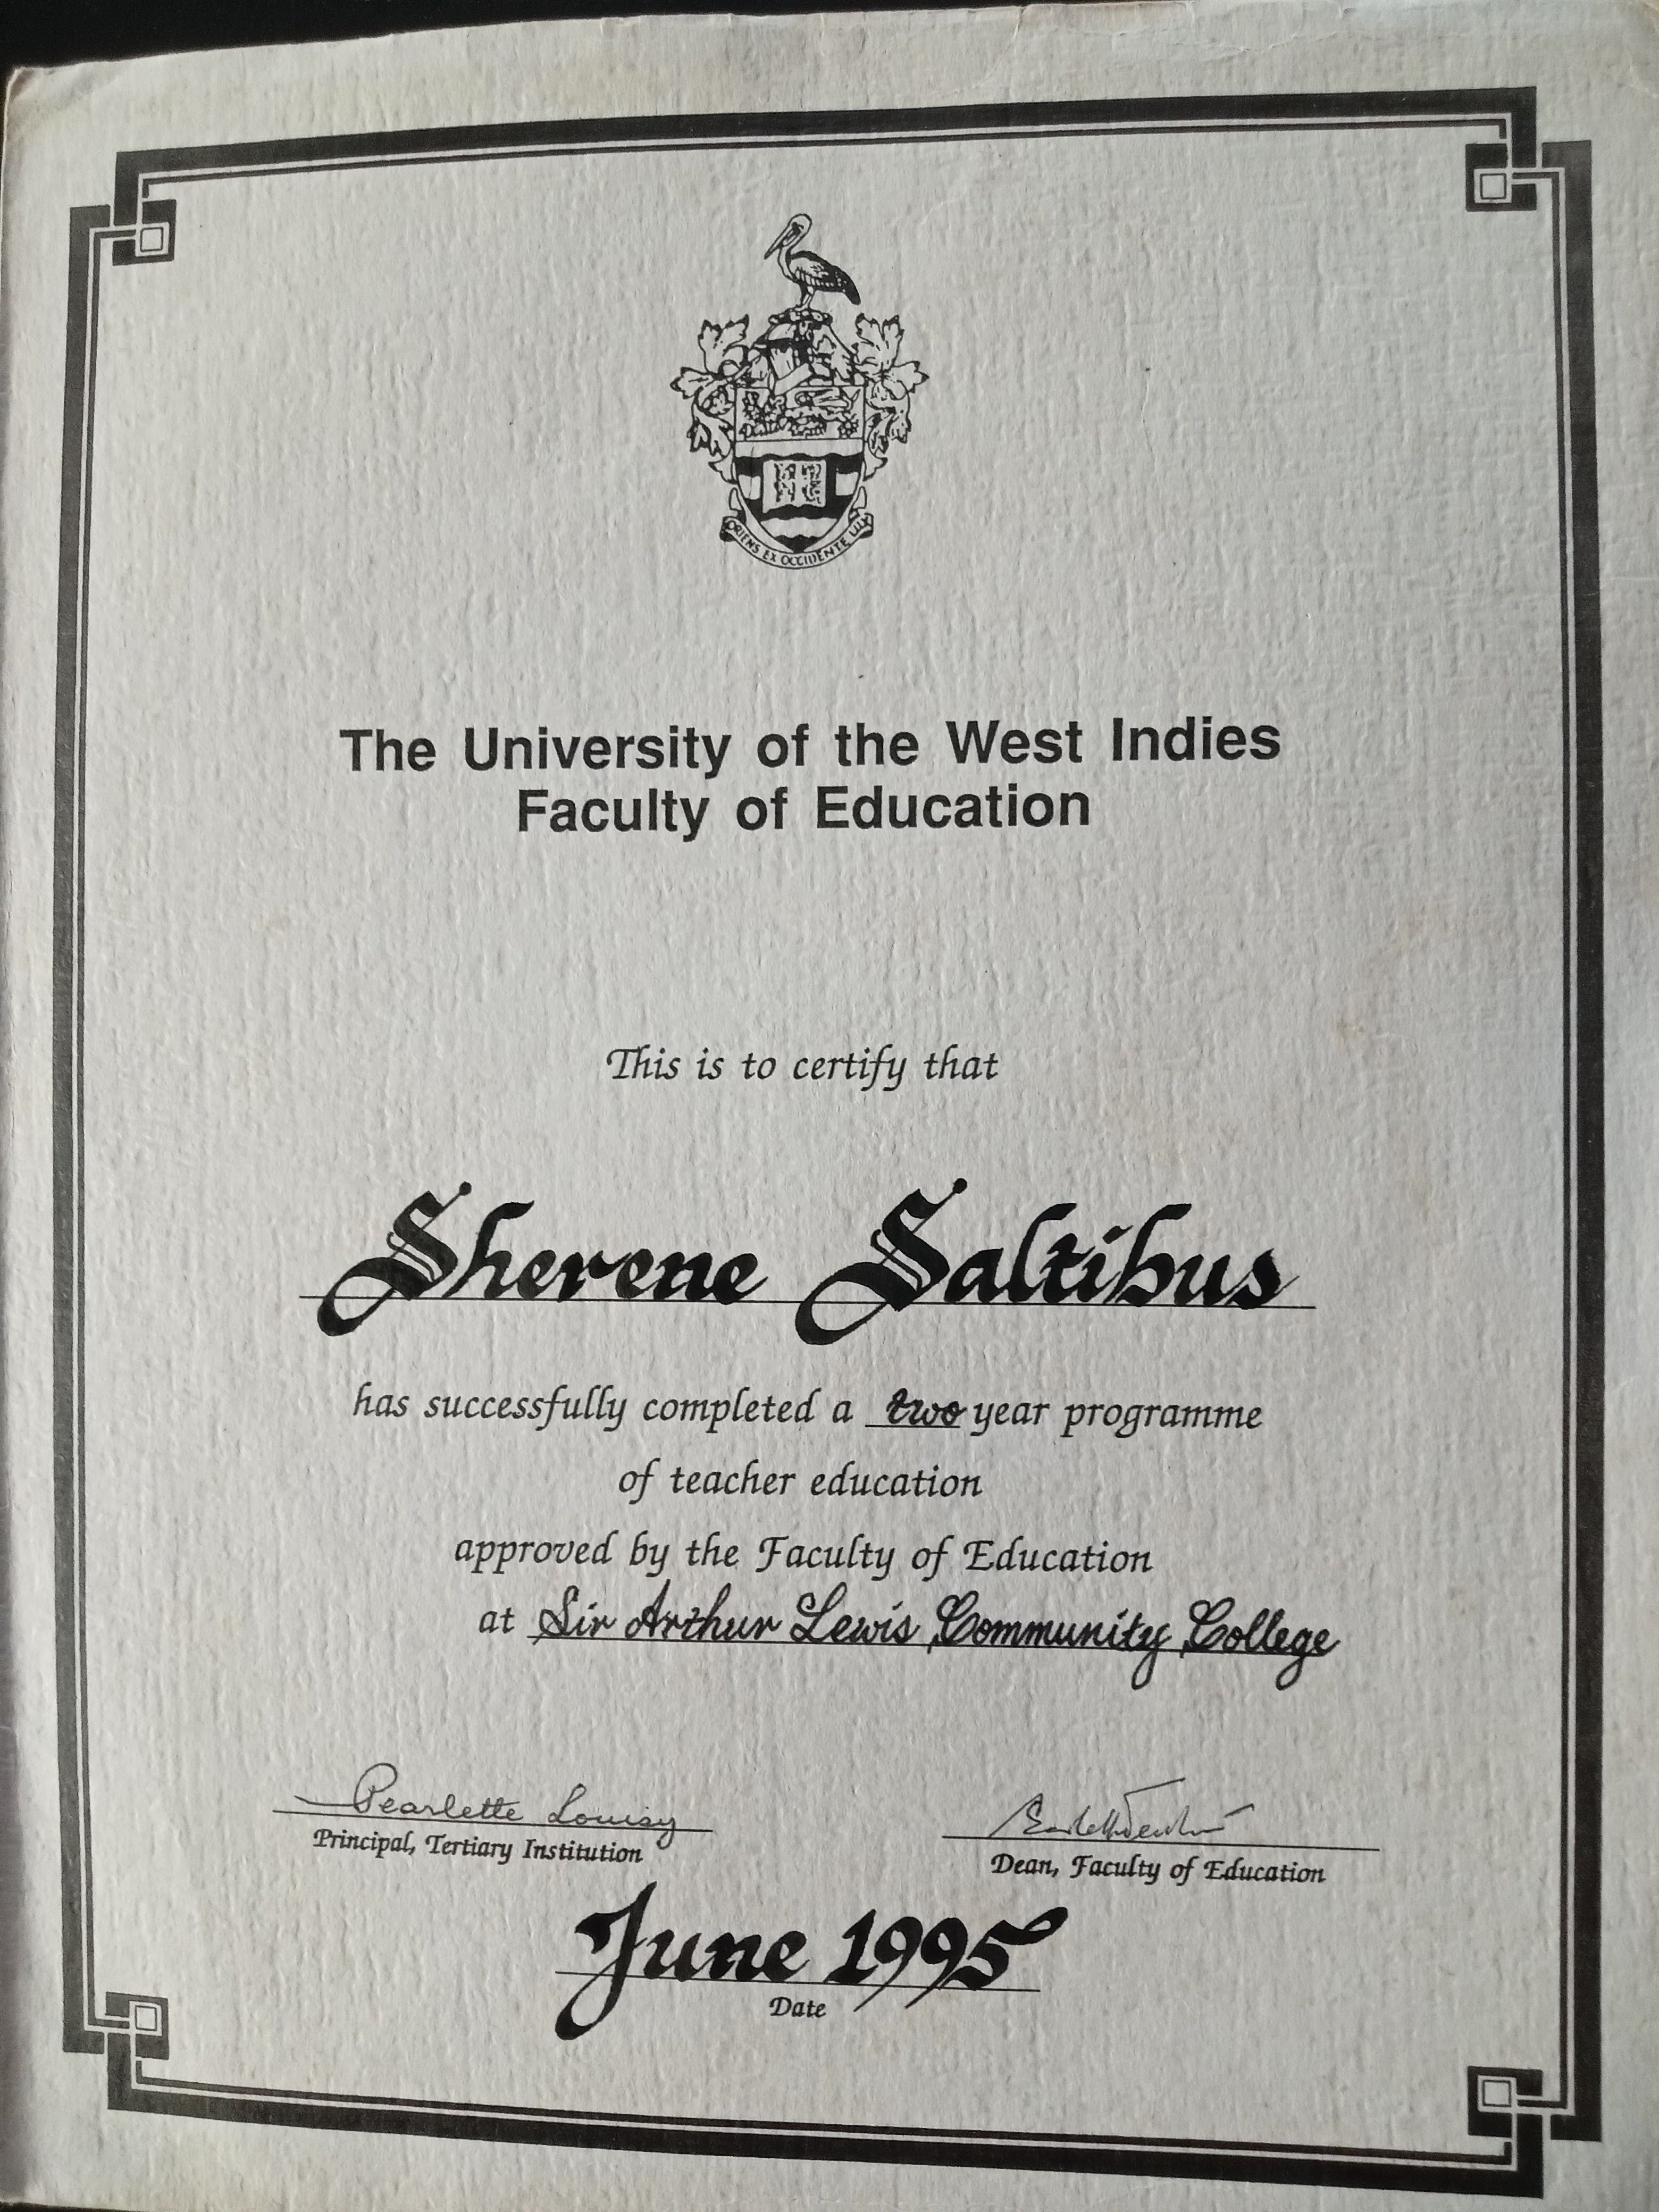 ORIENS EX OCCIDENTE LUX
The University of the West Indies
Faculty of Education
This is to certify that
Sherene Saltibus
has successfully completed a two year programme
of teacher education
approved by the Faculty of Education
at Sir Arthur Lewis Community College
Pearlette Louisy
Principal, Tertiary Institution
Dean, Faculty of Education
June 1995
Date